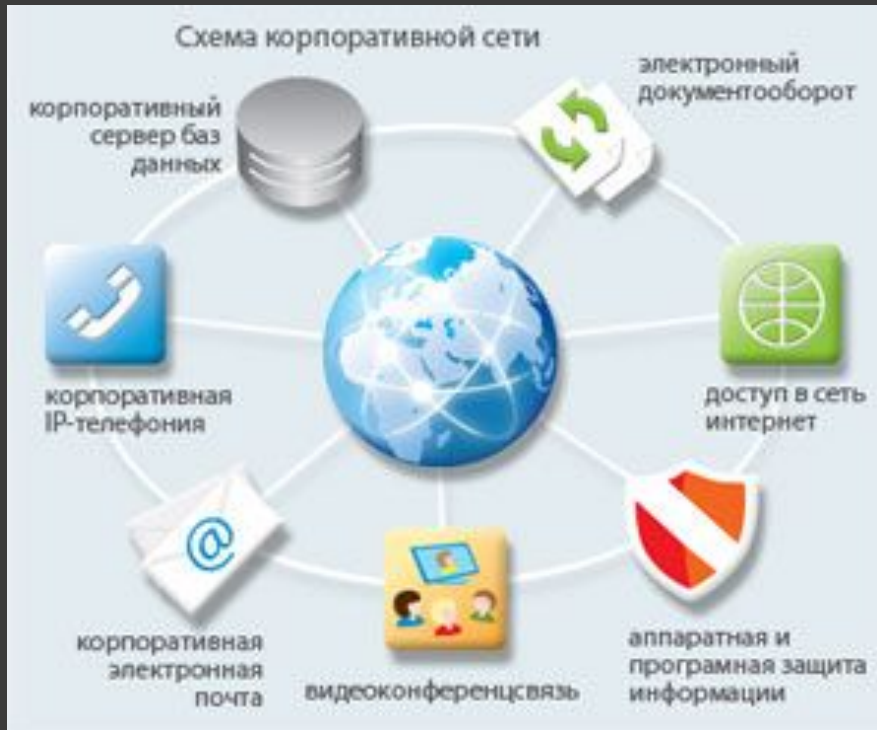 Схема корпоративной сети
корпоративный
сервер баз
данных
электронный
документооборот
корпоративная
IP-телефония
доступ в сеть
интернет
@
корпоративная
электронная
почта
видеоконференцсвязь
аппаратная и
програмная защита
информации